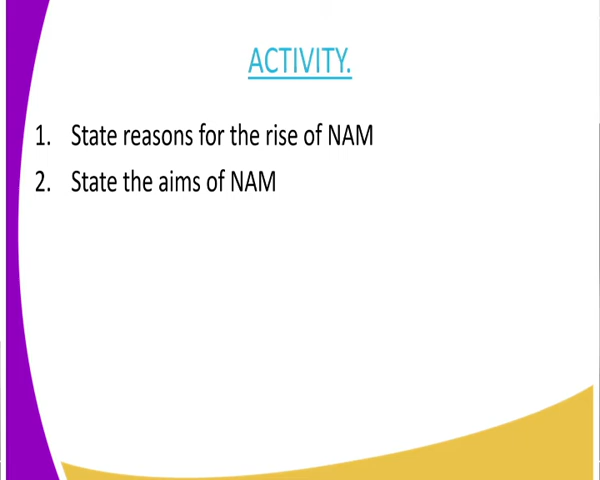 ACTIVITY.
1. State reasons for the rise of NAM
2. State the aims of NAM